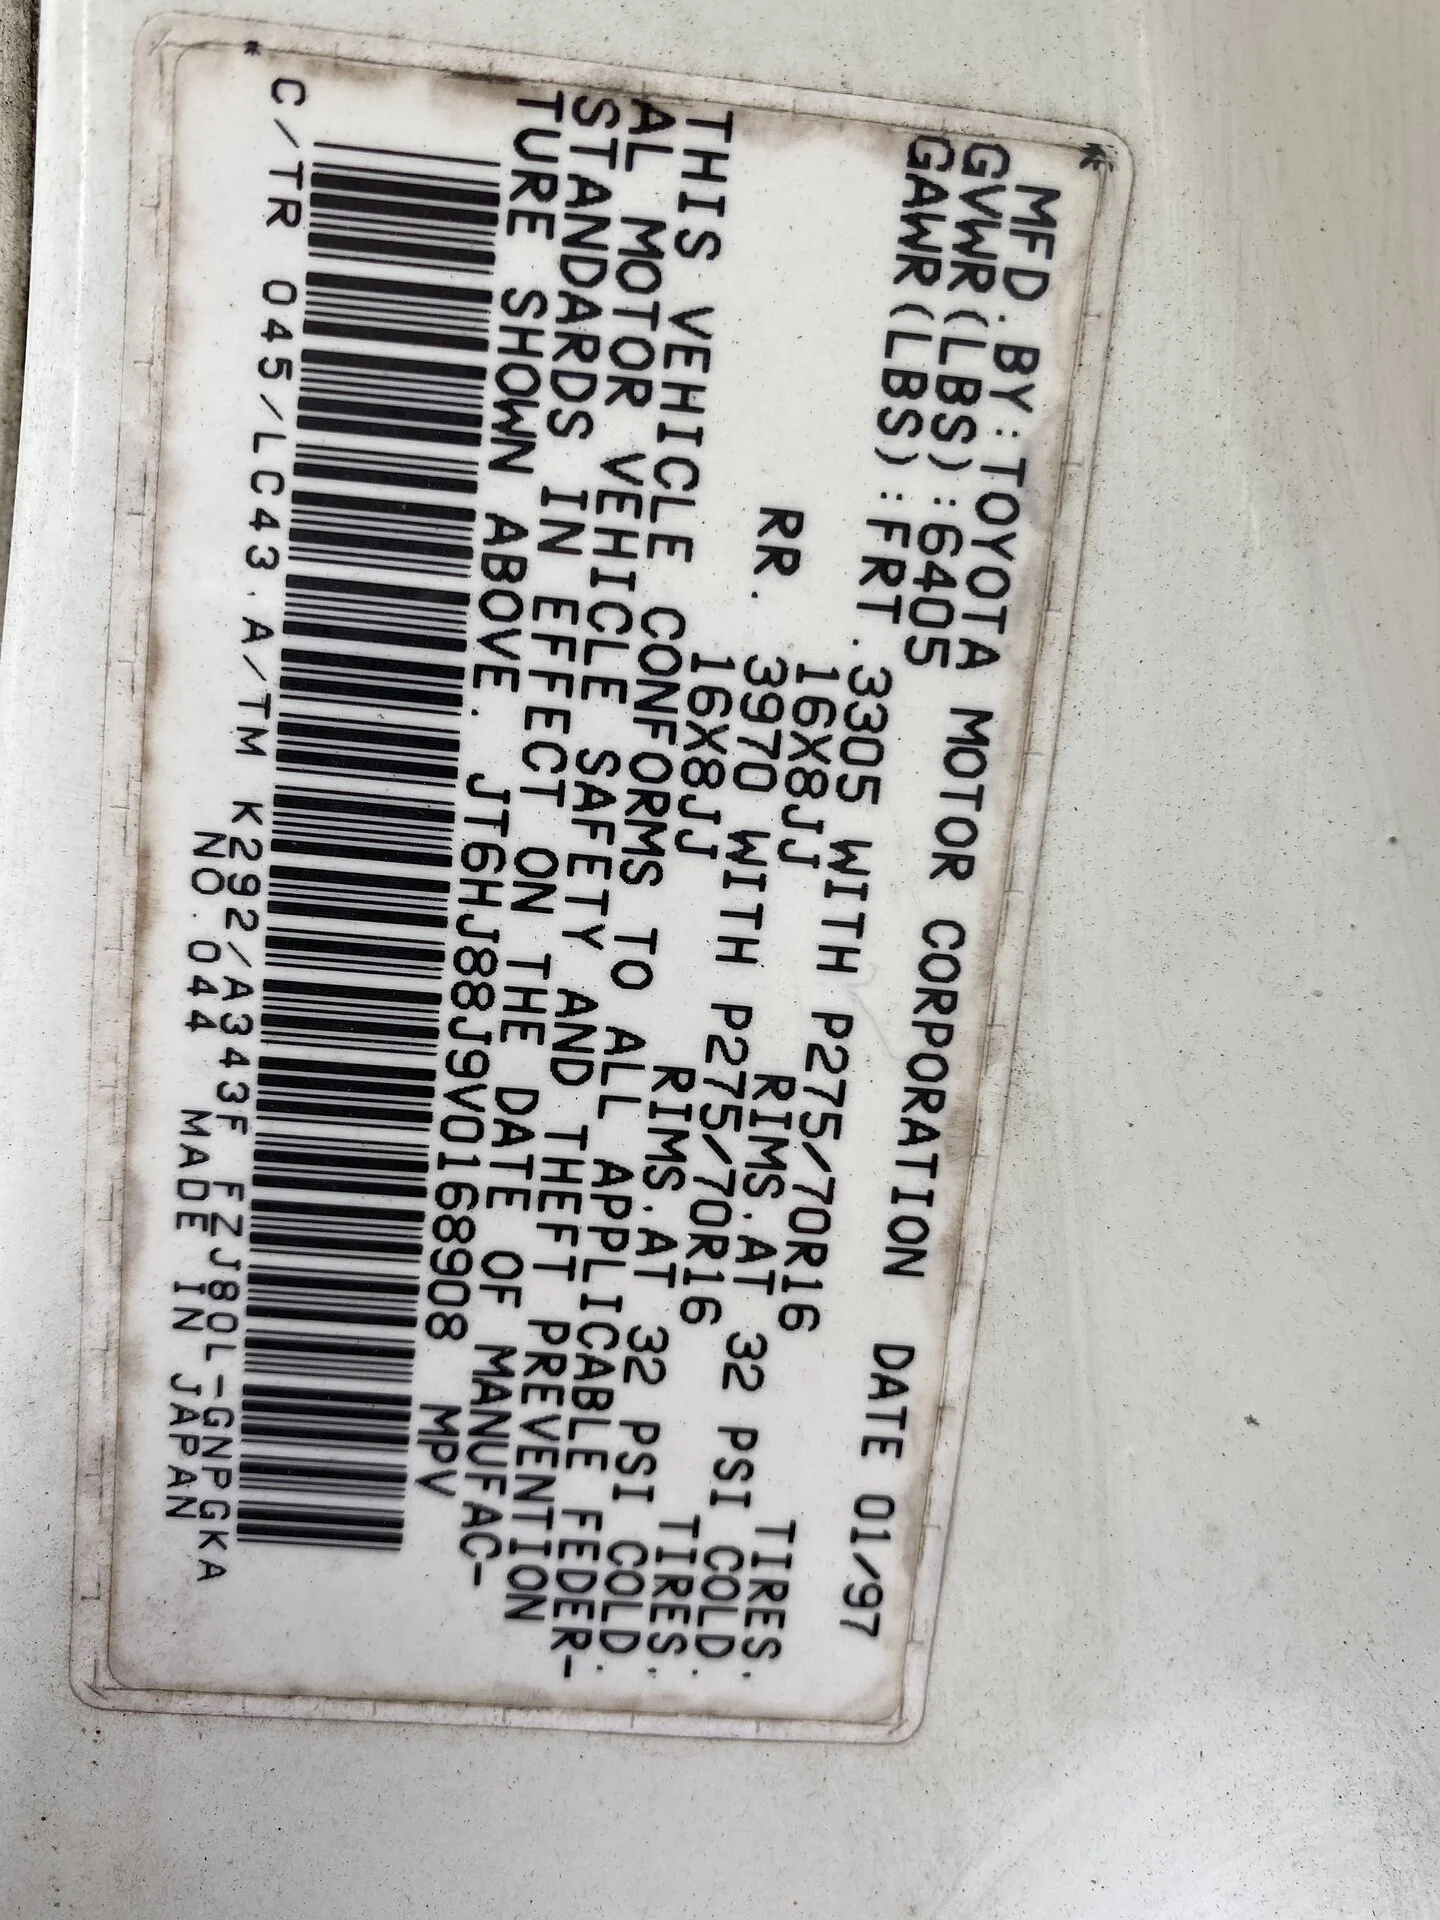 MFD.BY:TOYOTA MOTOR CORPORATION DATE 01/97
GVWR(LBS):6405
GAWR(LBS):FRT. 3305 WITH P275/70R16 TIRES.
16X8JJ RIMS.AT 32 PSI COLD.
RR. 3970 WITH P275/70R16 TIRES.
16X8JJ RIMS.AT 32 PSI COLD.
THIS VEHICLE CONFORMS TO ALL APPLICABLE FEDER-
AL MOTOR VEHICLE SAFETY AND THEFT PREVENTION
STANDARDS IN EFFECT ON THE DATE OF MANUFAC-
TURE SHOWN ABOVE. JT6HJ88J9V0168908 MPV
C/TR 045/LC43.A/TM K292/A343F FZJ80L-GNPGKA
NO.044 MADE IN JAPAN